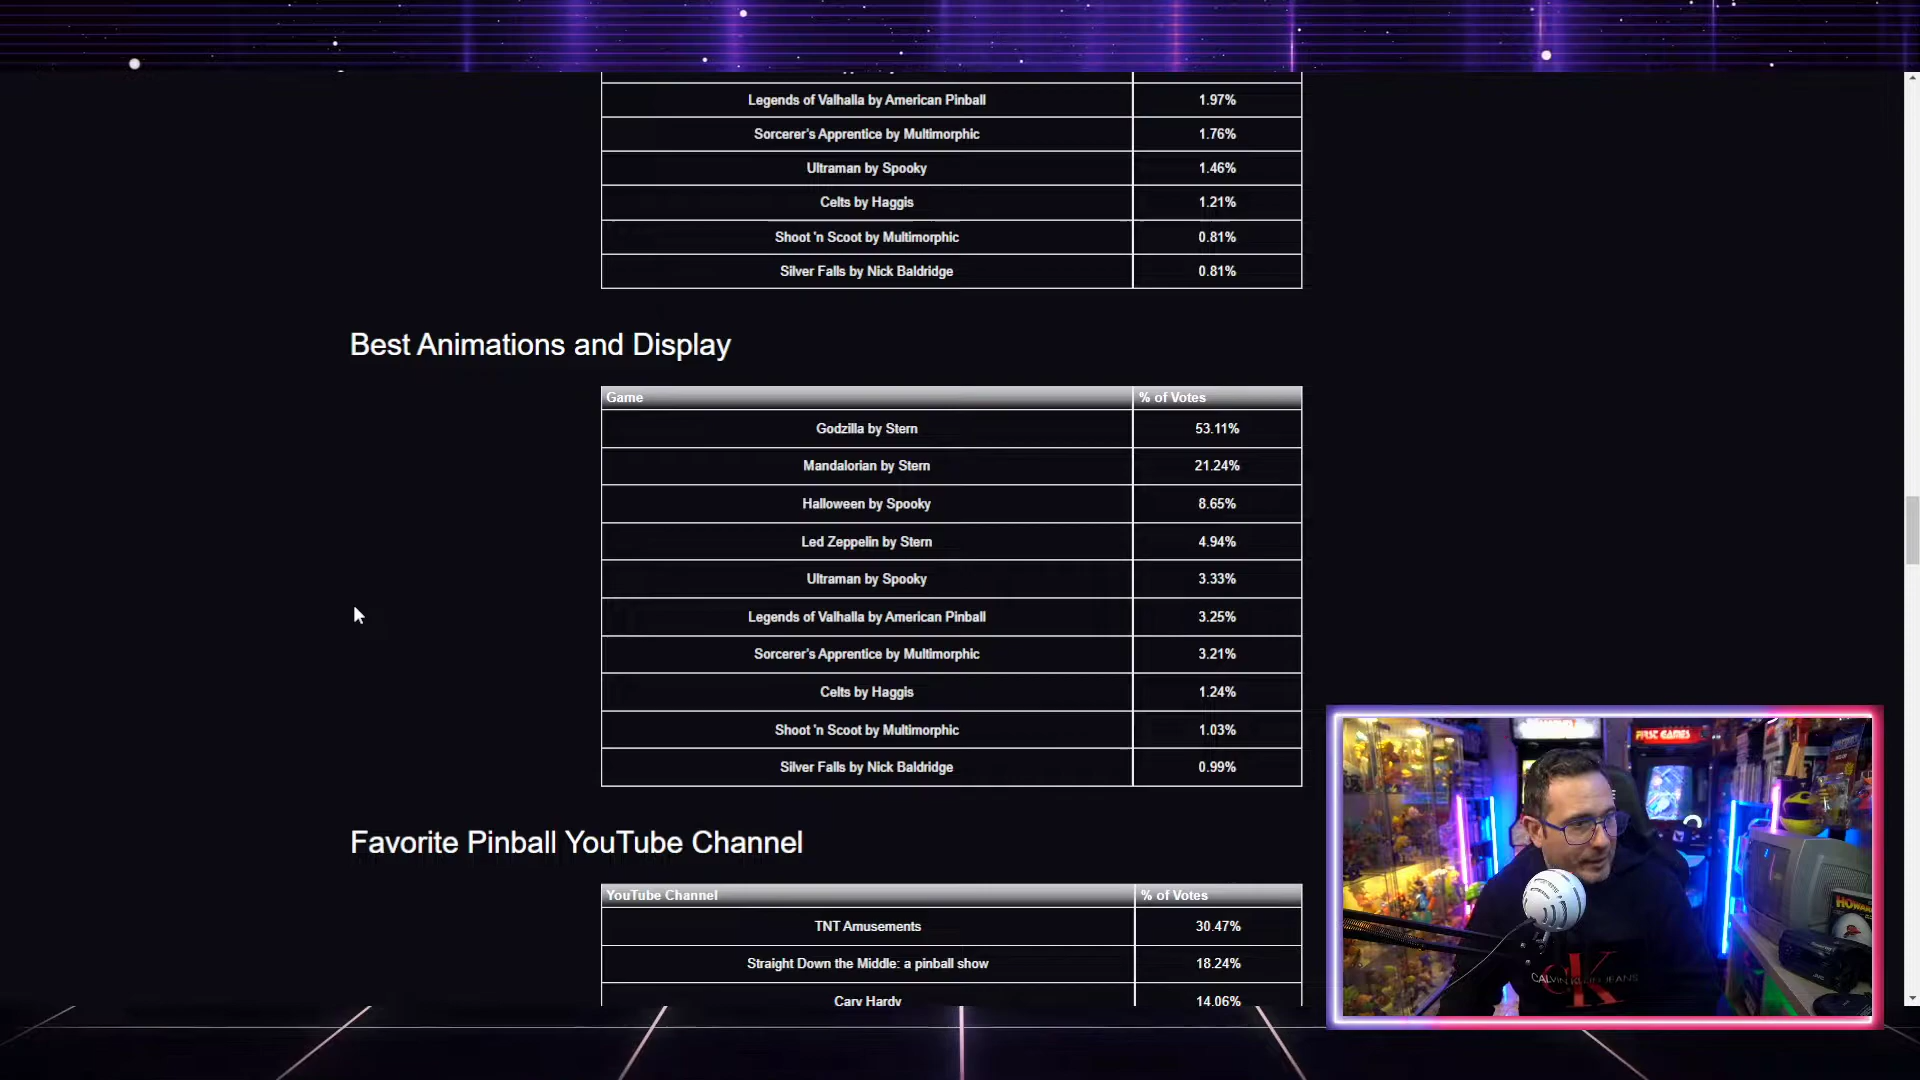 Legends of Valhalla by American Pinball 1.97%
Sorcerer's Apprentice by Multimorphic 1.76%
Ultraman by Spooky 1.46%
Celts by Haggis 1.21%
Shoot 'n Scoot by Multimorphic 0.81%
Silver Falls by Nick Baldridge 0.81%
Best Animations and Display
Game % of Votes
Godzilla by Stern 53.11%
Mandalorian by Stern 21.24%
Halloween by Spooky 8.65%
Led Zeppelin by Stern 4.94%
Ultraman by Spooky 3.33%
Legends of Valhalla by American Pinball 3.25%
Sorcerer's Apprentice by Multimorphic 3.21%
Celts by Haggis 1.24%
Shoot 'n Scoot by Multimorphic 1.03%
Silver Falls by Nick Baldridge 0.99%
Favorite Pinball YouTube Channel
YouTube Channel % of Votes
TNT Amusements 30.47%
Straight Down the Middle: a pinball show 18.24%
Cary Hardy 14.06%
FIRST GAMES
CK
CALVIN KLEIN JEANS